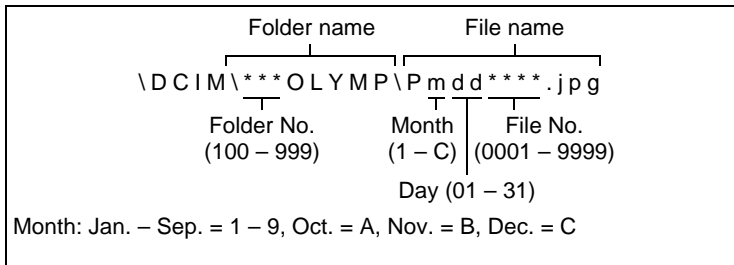 Folder name File name
\DCIM\***OLYMP\Pmdd****.jpg
Folder No. Month File No.
(100 – 999) (1 – C) (0001 – 9999)
Day (01 – 31)
Month: Jan. – Sep. = 1 – 9, Oct. = A, Nov. = B, Dec. = C